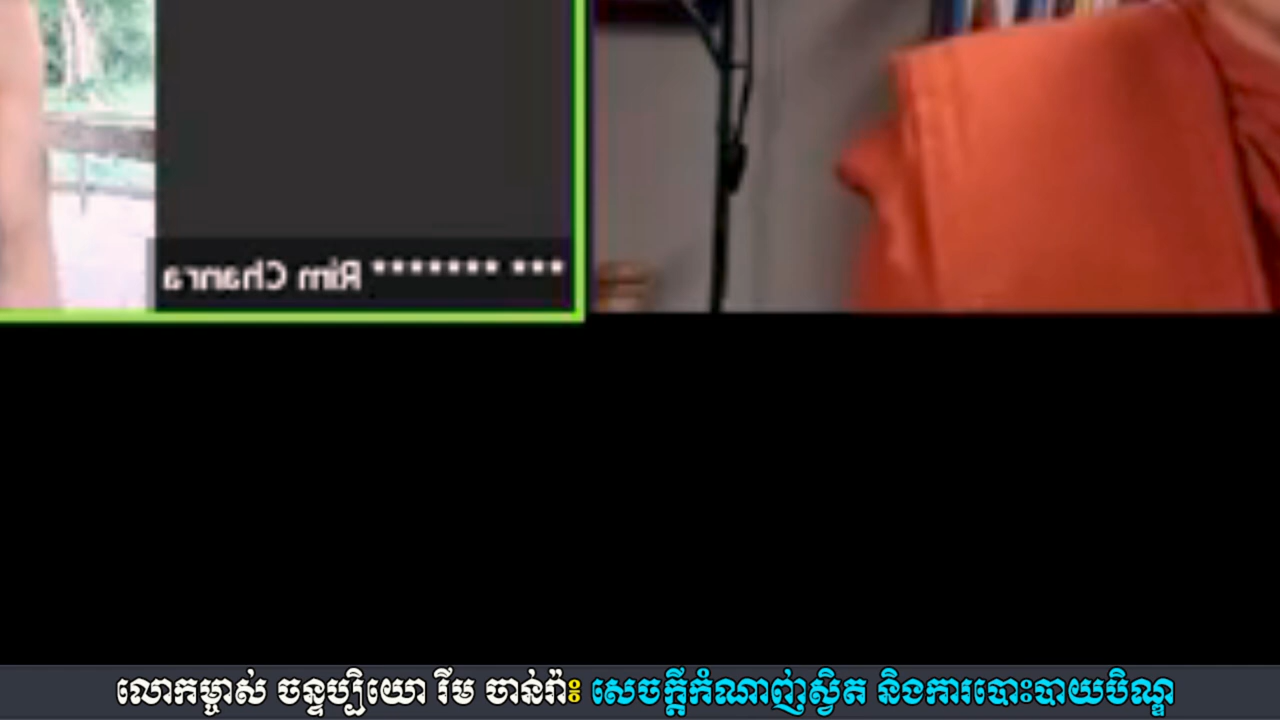 *** ******* Rim Chanra
លោកម្ចាស់ ចន្ទប្បិយោ រីម ចាន់រ៉ាះ សេចក្ដីកំណាញ់ស្វិត និងការបោះបាយបិណ្ឌ